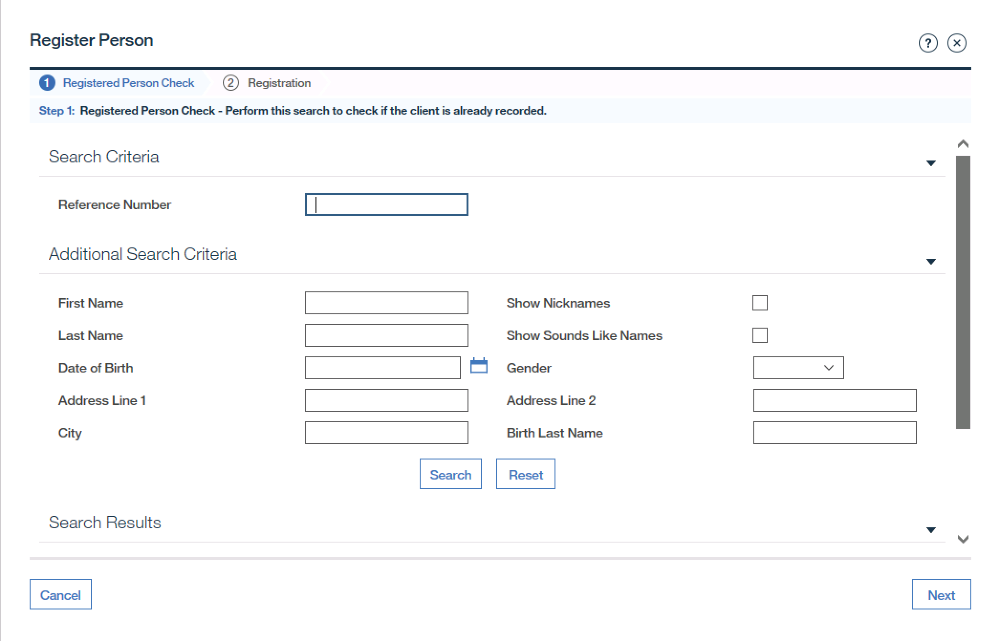 Register Person
?
1 Registered Person Check 2 Registration
Step 1: Registered Person Check - Perform this search to check if the client is already recorded.
Search Criteria
Reference Number
Additional Search Criteria
First Name Show Nicknames
Last Name Show Sounds Like Names
Date of Birth Gender
Address Line 1 Address Line 2
City Birth Last Name
Search Reset
Search Results
Cancel Next